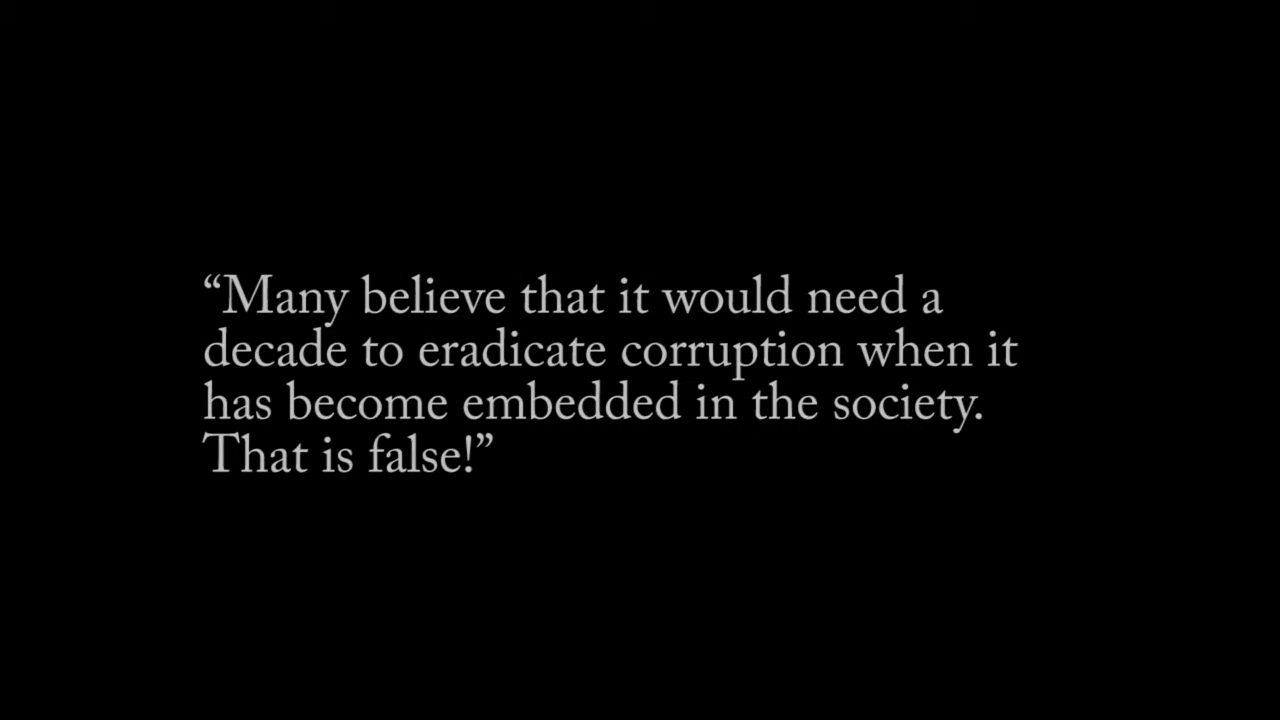 “Many believe that it would need a
decade to eradicate corruption when it
has become embedded in the society.
That is false!”